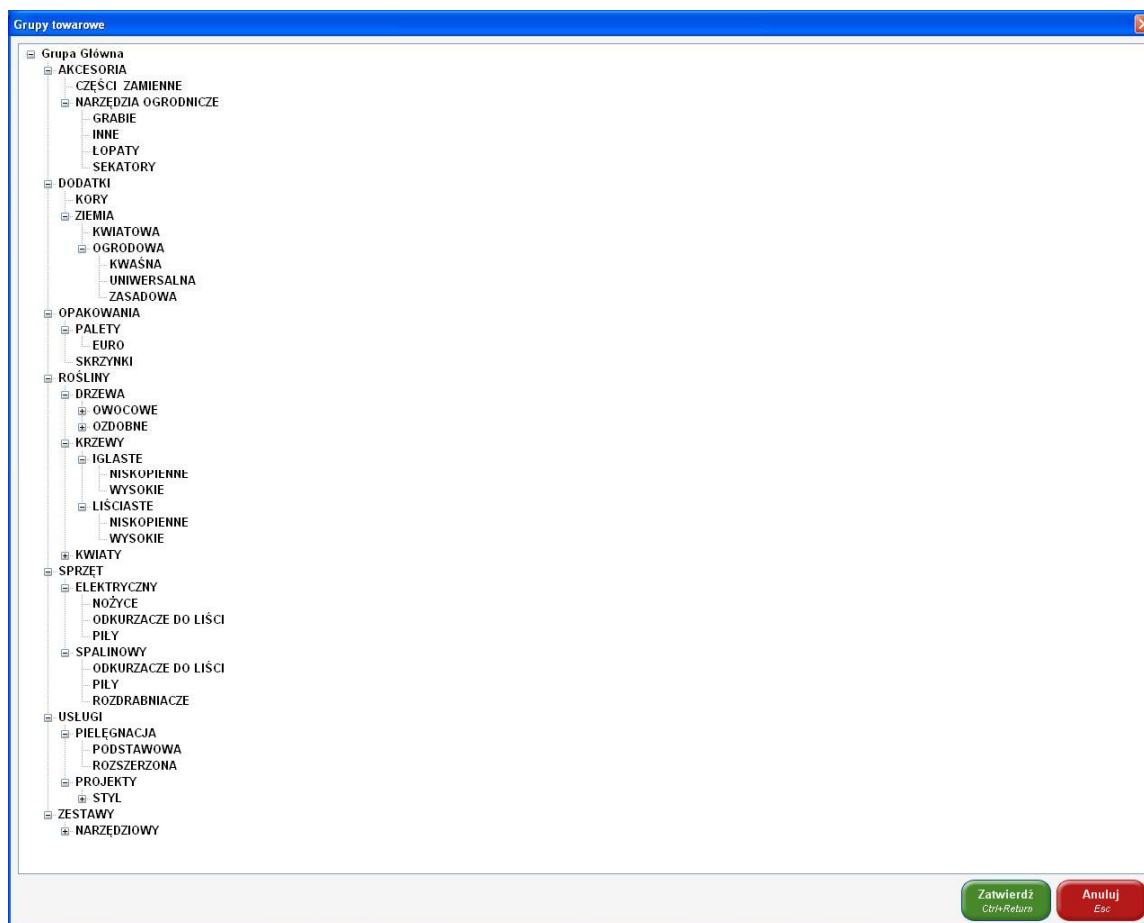 Grupy towarowe
Grupa Główna
AKCESORIA
CZĘŚCI ZAMIENNE
NARZĘDZIA OGRODNICZE
GRABIE
INNE
ŁOPATY
SEKATORY
DODATKI
KORY
ZIEMIA
KWIATOWA
OGRODOWA
KWAŚNA
UNIWERSALNA
ZASADOWA
OPAKOWANIA
PALETY
EURO
SKRZYNKI
ROŚLINY
DRZEWA
OWOCOWE
OZDOBNE
KRZEWY
IGLASTE
NISKOPIENNE
WYSOKIE
LIŚCIASTE
NISKOPIENNE
WYSOKIE
KWIATY
SPRZĘT
ELEKTRYCZNY
NOŻYCE
ODKURZACZE DO LIŚCI
PIŁY
SPALINOWY
ODKURZACZE DO LIŚCI
PIŁY
ROZDRABNIACZE
USŁUGI
PIELĘGNACJA
PODSTAWOWA
ROZSZERZONA
PROJEKTY
STYL
ZESTAWY
NARZĘDZIOWY
Zatwierdź Anuluj
Ctrl+Return Esc